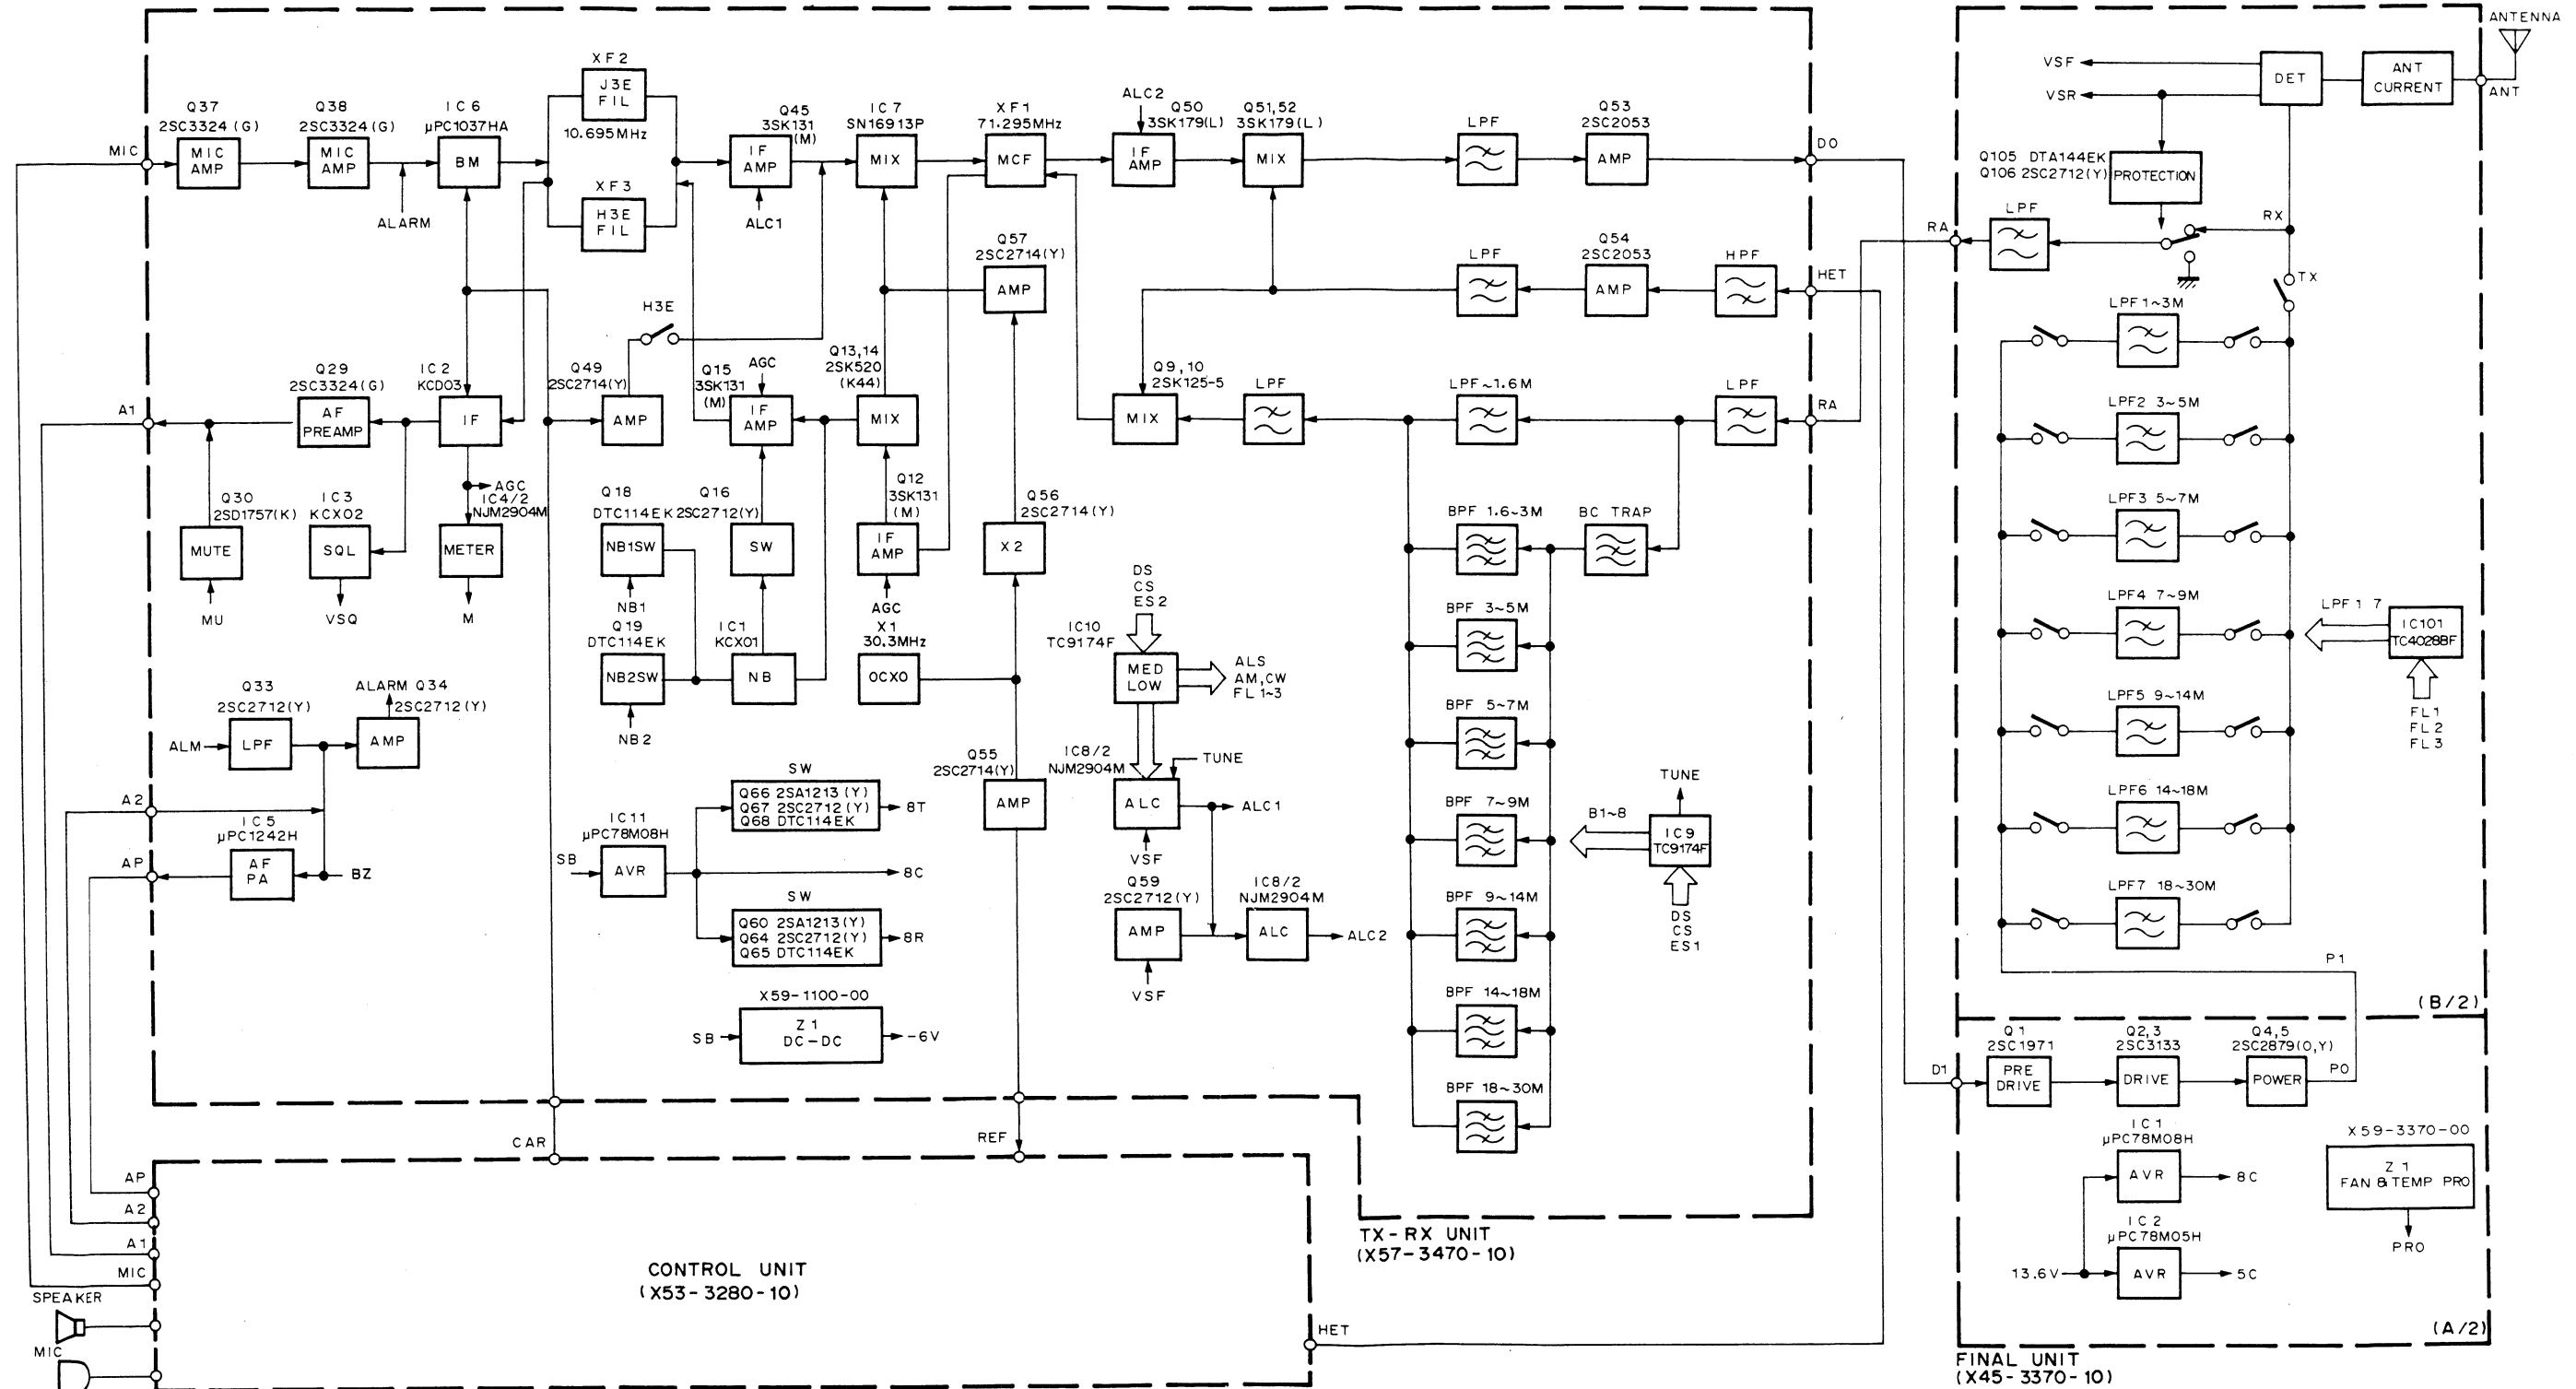 ANTENNA
ANT
VSF
VSR
DET
ANT
CURRENT
Q105 DTA144EK
Q106 2SC2712(Y)
PROTECTION
RX
TX
LPF
RA
XF2
J3E
FIL
10.695MHz
XF3
H3E
FIL
MIC
Q37
2SC3324(G)
MIC
AMP
Q38
2SC3324(G)
MIC
AMP
ALARM
IC6
μPC1037HA
BM
Q45
3SK131
(M)
IF
AMP
ALC1
IC7
SN16913P
MIX
XF1
71.295MHz
MCF
ALC2
Q50
3SK179(L)
IF
AMP
Q51,52
3SK179(L)
MIX
LPF
Q53
2SC2053
AMP
DO
Q57
2SC2714(Y)
AMP
LPF
Q54
2SC2053
AMP
HPF
HET
H3E
A1
Q29
2SC3324(G)
AF
PREAMP
IC2
KCD03
IF
Q49
2SC2714(Y)
AMP
Q15
3SK131
(M)
AGC
IF
AMP
Q13,14
2SK520
(K44)
MIX
Q9,10
2SK125-5
MIX
LPF
LPF~1.6M
LPF
RA
Q30
2SD1757(K)
MUTE
MU
IC3
KCX02
SQL
VSQ
AGC
IC4/2
NJM2904M
METER
M
Q18
DTC114EK
NB1SW
NB1
Q16
2SC2712(Y)
SW
Q12
3SK131
(M)
IF
AMP
AGC
Q56
2SC2714(Y)
X2
Q19
DTC114EK
NB2SW
NB2
IC1
KCX01
NB
X1
30.3MHz
OCXO
BPF 1.6~3M
BC TRAP
BPF 3~5M
BPF 5~7M
BPF 7~9M
BPF 9~14M
BPF 14~18M
BPF 18~30M
DS
CS
ES2
IC10
TC9174F
MED
LOW
ALS
AM,CW
FL1~3
Q33
2SC2712(Y)
ALM
LPF
ALARM
Q34
2SC2712(Y)
AMP
A2
IC5
μPC1242H
AP
AF
PA
BZ
SW
Q66 2SA1213(Y)
Q67 2SC2712(Y)
Q68 DTC114EK
8T
IC11
μPC78M08H
SB
AVR
8C
SW
Q60 2SA1213(Y)
Q64 2SC2712(Y)
Q65 DTC114EK
8R
X59-1100-00
SB
Z1
DC-DC
-6V
Q55
2SC2714(Y)
AMP
IC8/2
NJM2904M
TUNE
ALC
ALC1
VSF
Q59
2SC2712(Y)
AMP
VSF
IC8/2
NJM2904M
ALC
ALC2
TUNE
B1~8
IC9
TC9174F
DS
CS
ES1
LPF1~3M
LPF2 3~5M
LPF3 5~7M
LPF4 7~9M
LPF5 9~14M
LPF6 14~18M
LPF7 18~30M
LPF1 7
IC101
TC4028BF
FL1
FL2
FL3
P1
(B/2)
D1
Q1
2SC1971
PRE
DRIVE
Q2,3
2SC3133
DRIVE
Q4,5
2SC2879(O,Y)
POWER
PO
IC1
μPC78M08H
AVR
8C
IC2
μPC78M05H
13.6V
AVR
5C
X59-3370-00
Z1
FAN & TEMP PRO
PRO
(A/2)
FINAL UNIT
(X45-3370-10)
CAR
REF
TX-RX UNIT
(X57-3470-10)
AP
A2
A1
MIC
SPEAKER
MIC
CONTROL UNIT
(X53-3280-10)
HET